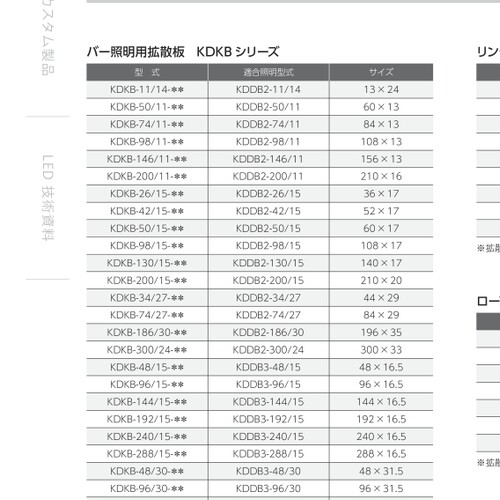 カスタム製品
LED 技術資料
バー照明用拡散板 KDKB シリーズ
型 式 適合照明型式 サイズ
KDKB-11/14-** KDDB2-11/14 13 × 24
KDKB-50/11-** KDDB2-50/11 60 × 13
KDKB-74/11-** KDDB2-74/11 84 × 13
KDKB-98/11-** KDDB2-98/11 108 × 13
KDKB-146/11-** KDDB2-146/11 156 × 13
KDKB-200/11-** KDDB2-200/11 210 × 16
KDKB-26/15-** KDDB2-26/15 36 × 17
KDKB-42/15-** KDDB2-42/15 52 × 17
KDKB-50/15-** KDDB2-50/15 60 × 17
KDKB-98/15-** KDDB2-98/15 108 × 17
KDKB-130/15-** KDDB2-130/15 140 × 17
KDKB-200/15-** KDDB2-200/15 210 × 20
KDKB-34/27-** KDDB2-34/27 44 × 29
KDKB-74/27-** KDDB2-74/27 84 × 29
KDKB-186/30-** KDDB2-186/30 196 × 35
KDKB-300/24-** KDDB2-300/24 300 × 33
KDKB-48/15-** KDDB3-48/15 48 × 16.5
KDKB-96/15-** KDDB3-96/15 96 × 16.5
KDKB-144/15-** KDDB3-144/15 144 × 16.5
KDKB-192/15-** KDDB3-192/15 192 × 16.5
KDKB-240/15-** KDDB3-240/15 240 × 16.5
KDKB-288/15-** KDDB3-288/15 288 × 16.5
KDKB-48/30-** KDDB3-48/30 48 × 31.5
KDKB-96/30-** KDDB3-96/30 96 × 31.5
リン
※拡散
ロー
※拡散